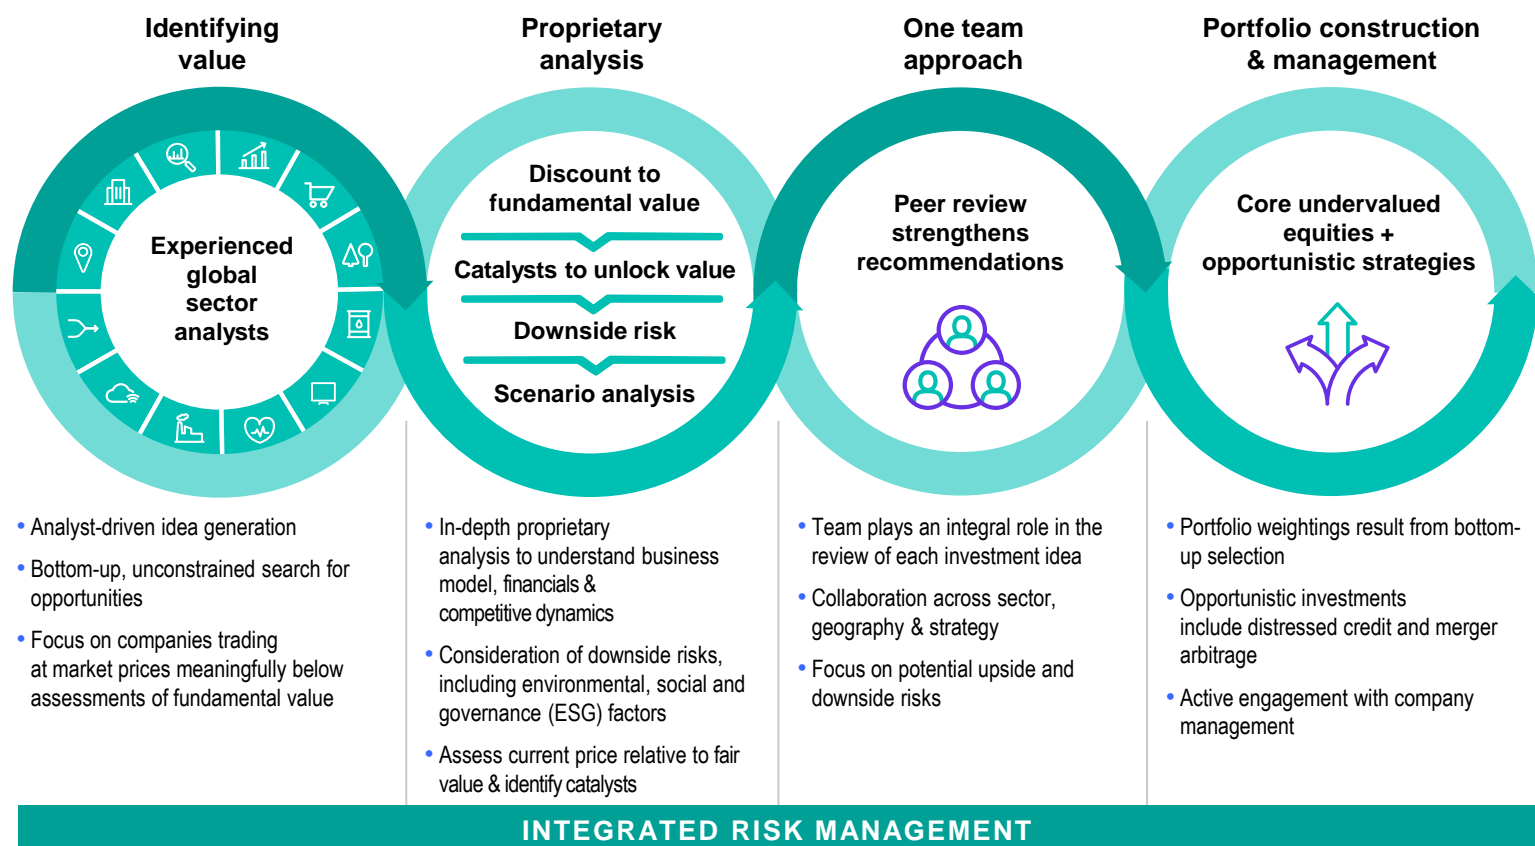 Identifying
value
Experienced
global
sector
analysts
• Analyst-driven idea generation
• Bottom-up, unconstrained search for
opportunities
• Focus on companies trading
at market prices meaningfully below
assessments of fundamental value
Proprietary
analysis
Discount to
fundamental value
Catalysts to unlock value
Downside risk
Scenario analysis
• In-depth proprietary
analysis to understand business
model, financials &
competitive dynamics
• Consideration of downside risks,
including environmental, social and
governance (ESG) factors
• Assess current price relative to fair
value & identify catalysts
One team
approach
Peer review
strengthens
recommendations
• Team plays an integral role in the
review of each investment idea
• Collaboration across sector,
geography & strategy
• Focus on potential upside and
downside risks
Portfolio construction
& management
Core undervalued
equities +
opportunistic strategies
• Portfolio weightings result from bottom-
up selection
• Opportunistic investments
include distressed credit and merger
arbitrage
• Active engagement with company
management
INTEGRATED RISK MANAGEMENT